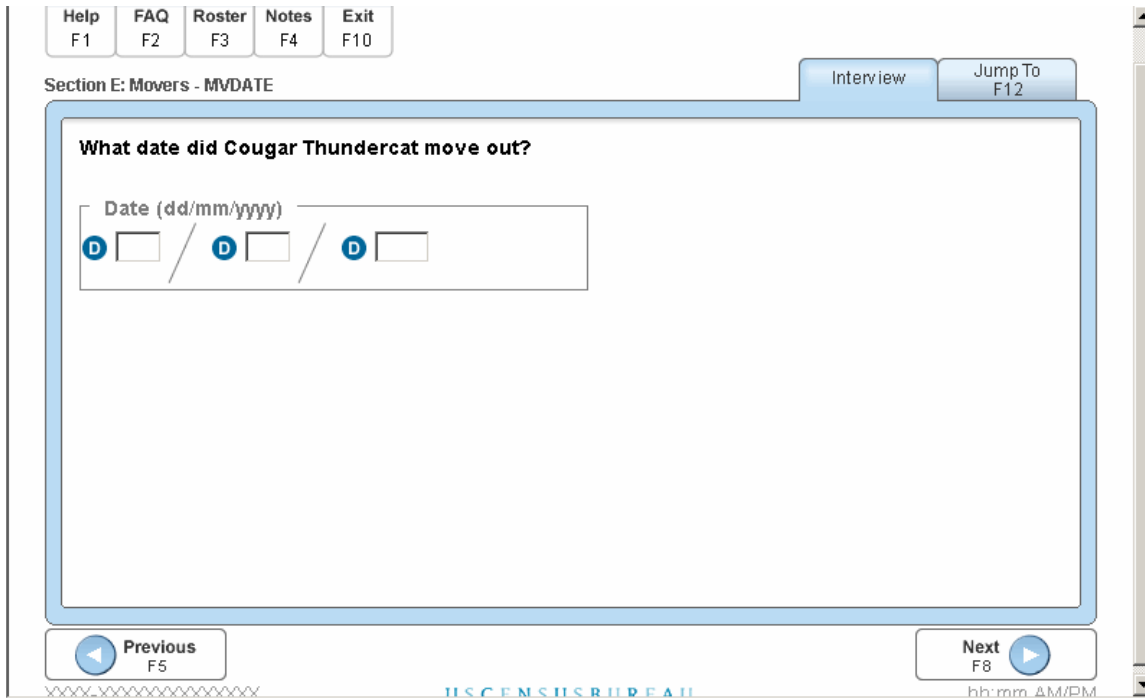 Help FAQ Roster Notes Exit
F1 F2 F3 F4 F10
Section E: Movers - MVDATE
Interview
Jump To
F12
What date did Cougar Thundercat move out?
Date (dd/mm/yyyy)
D / D / D
Previous
F5
Next
F8
XXXX-XXXXXXXXXXXX USCENSUSBUREAU hh:mm AM/PM